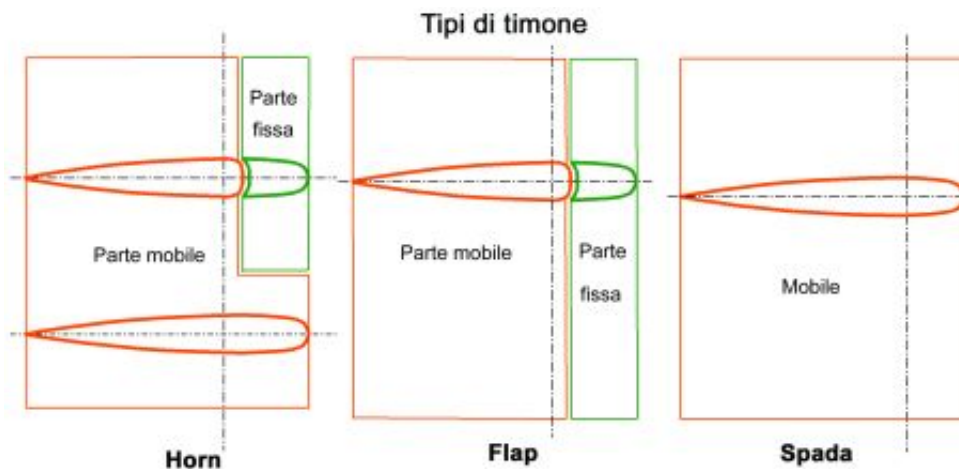 Tipi di timone
Parte
fissa
Parte mobile
Horn
Parte mobile
Parte
fissa
Flap
Mobile
Spada